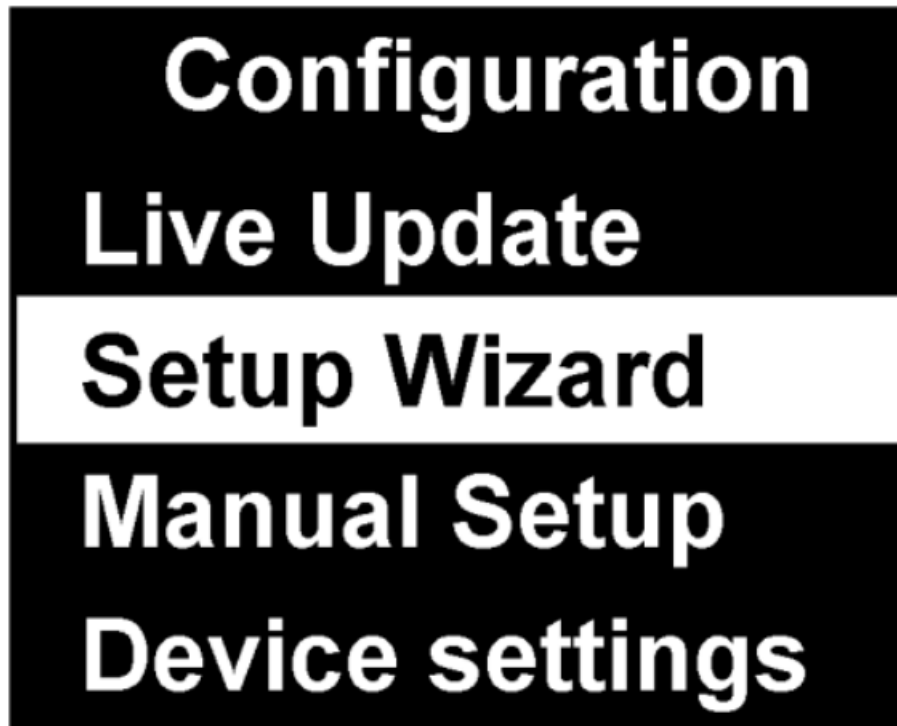 Configuration
Live Update
Setup Wizard
Manual Setup
Device settings